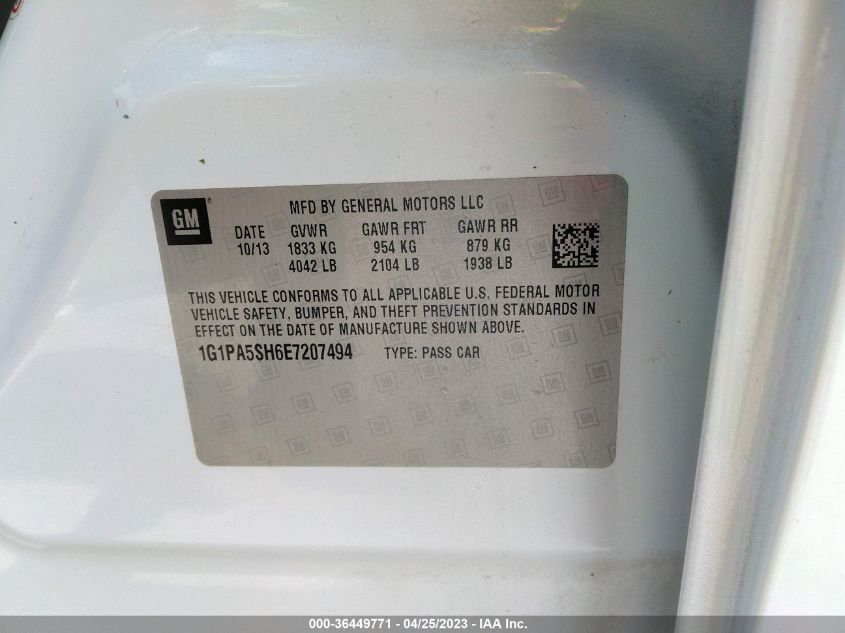 GM
MFD BY GENERAL MOTORS LLC
DATE GVWR GAWR FRT GAWR RR
10/13 1833 KG 954 KG 879 KG
4042 LB 2104 LB 1938 LB
THIS VEHICLE CONFORMS TO ALL APPLICABLE U.S. FEDERAL MOTOR
VEHICLE SAFETY, BUMPER, AND THEFT PREVENTION STANDARDS IN
EFFECT ON THE DATE OF MANUFACTURE SHOWN ABOVE.
1G1PA5SH6E7207494 TYPE: PASS CAR
000-36449771 - 04/25/2023 - IAA Inc.